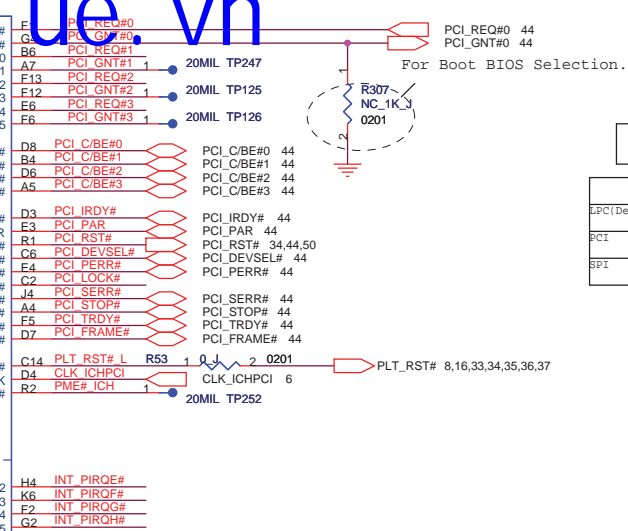 ue. vn
PCI_REQ#0 PCI_REQ#0 44
PCI_GNT#0 PCI_GNT#0 44
B6 PCI_REQ#1
A7 PCI_GNT#1 1 20MIL TP247
For Boot BIOS Selection.
F13 PCI_REQ#2
F12 PCI_GNT#2 1 20MIL TP125
E6 PCI_REQ#3
F6 PCI_GNT#3 1 20MIL TP126
1
R307
NC_1K_J
0201
2
D8 PCI_C/BE#0 PCI_C/BE#0 44
B4 PCI_C/BE#1 PCI_C/BE#1 44
D6 PCI_C/BE#2 PCI_C/BE#2 44
A5 PCI_C/BE#3 PCI_C/BE#3 44
D3 PCI_IRDY# PCI_IRDY# 44
E3 PCI_PAR PCI_PAR 44
R1 PCI_RST# PCI_RST# 34,44,50
C6 PCI_DEVSEL# PCI_DEVSEL# 44
E4 PCI_PERR# PCI_PERR# 44
C2 PCI_LOCK#
J4 PCI_SERR# PCI_SERR# 44
A4 PCI_STOP# PCI_STOP# 44
F5 PCI_TRDY# PCI_TRDY# 44
D7 PCI_FRAME# PCI_FRAME# 44
LPC(De
PCI
SPI
C14 PLT_RST#_L R53 1 0_J 2 0201 PLT_RST# 8,16,33,34,35,36,37
D4 CLK_ICHPCI CLK_ICHPCI 6
R2 PME#_ICH 1 20MIL TP252
H4 INT_PIRQE#
K6 INT_PIRQF#
F2 INT_PIRQG#
G2 INT_PIRQH#